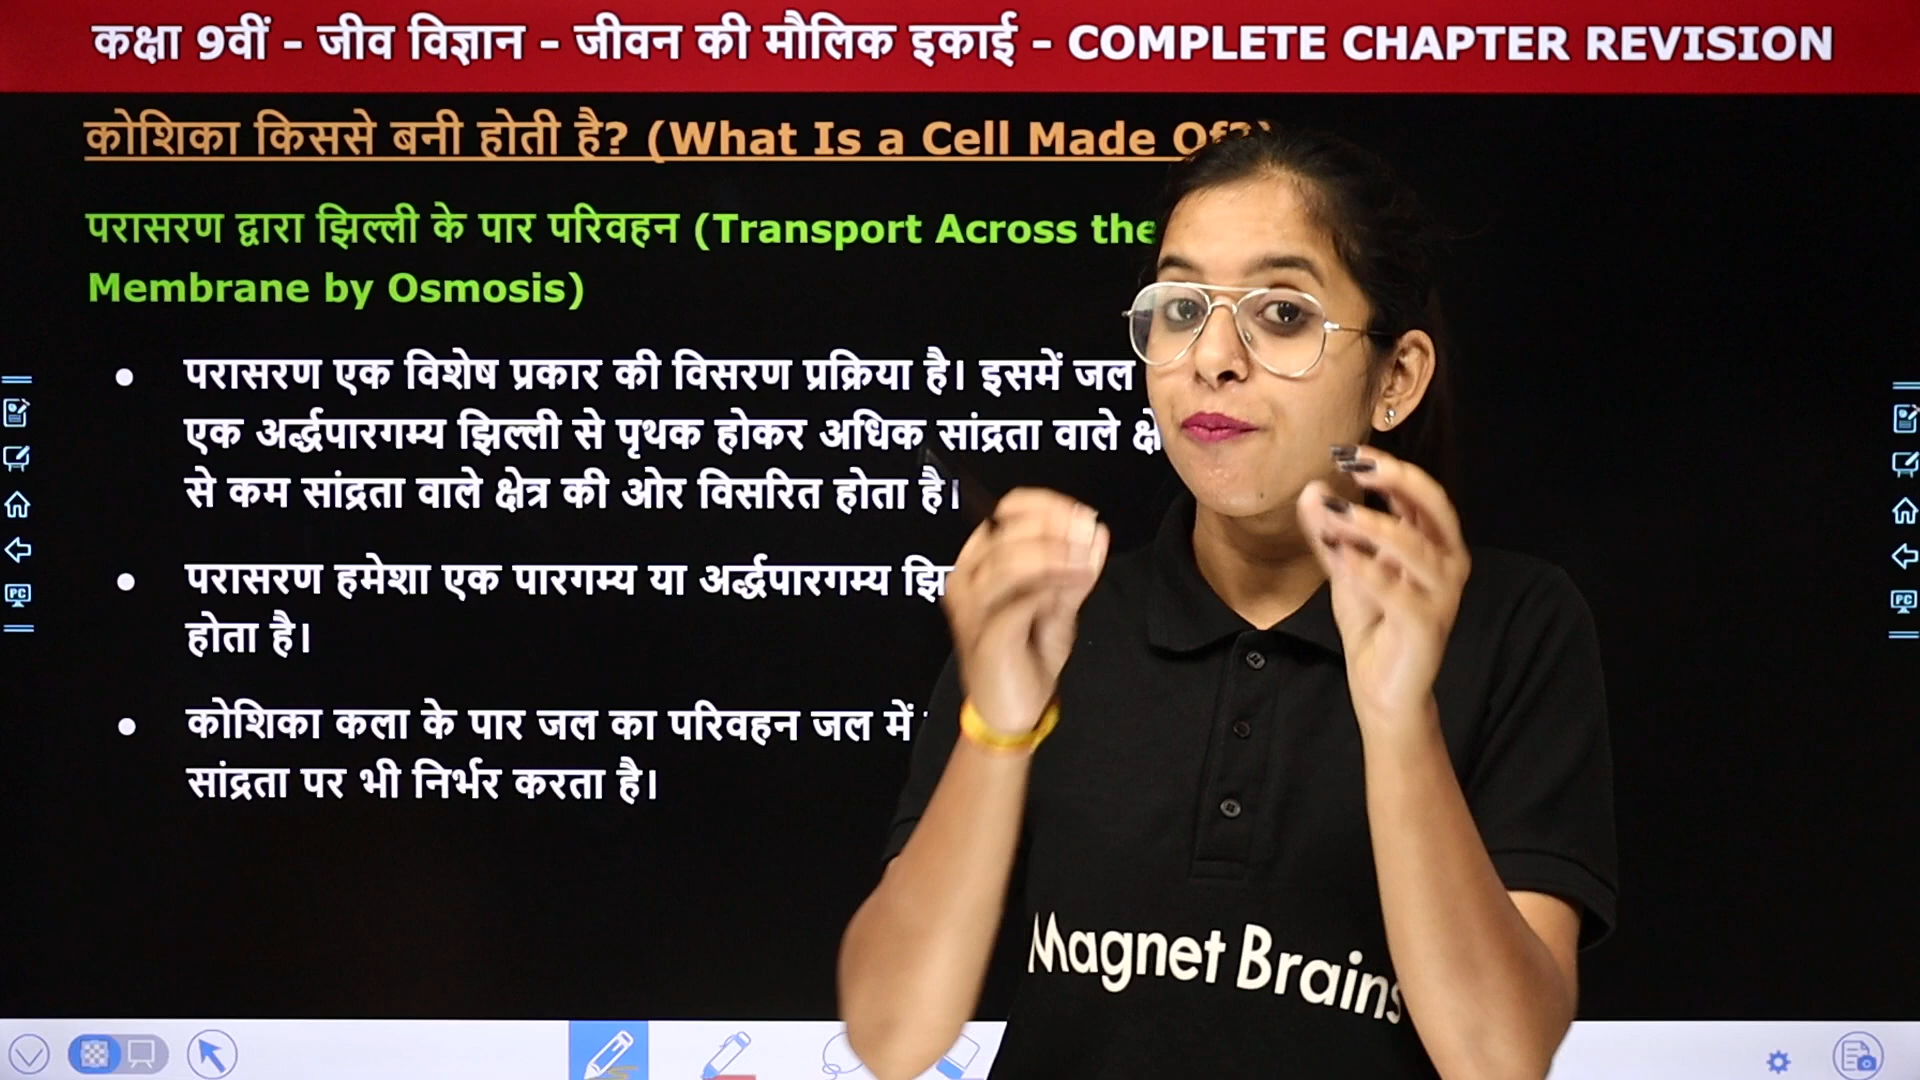 कक्षा 9वीं - जीव विज्ञान - जीवन की मौलिक इकाई - COMPLETE CHAPTER REVISION
कोशिका किससे बनी होती है? (What Is a Cell Made Of?)
परासरण द्वारा झिल्ली के पार परिवहन (Transport Across the
Membrane by Osmosis)
• परासरण एक विशेष प्रकार की विसरण प्रक्रिया है। इसमें जल
एक अर्द्धपारगम्य झिल्ली से पृथक होकर अधिक सांद्रता वाले
से कम सांद्रता वाले क्षेत्र की ओर विसरित होता है।
• परासरण हमेशा एक पारगम्य या अर्द्धपारगम्य
होता है।
• कोशिका कला के पार जल का परिवहन जल में
सांद्रता पर भी निर्भर करता है।
PC
PC
Magnet Brains